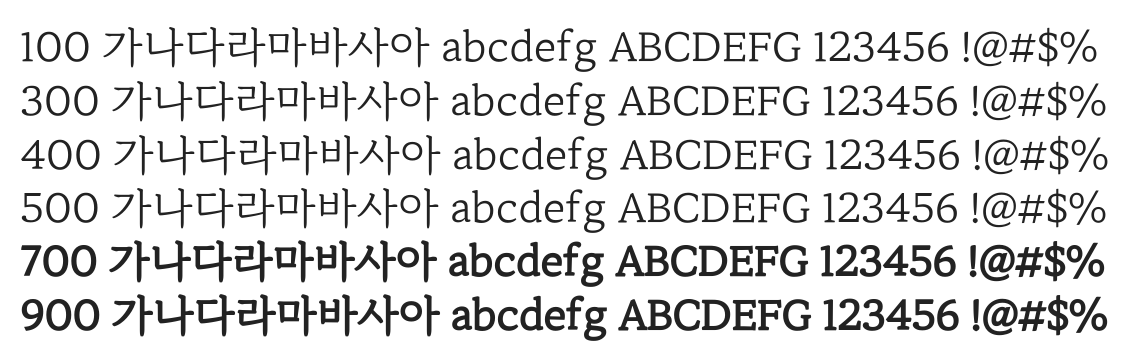 100 가나다라마바사아 abcdefg ABCDEFG 123456 !@#$%
300 가나다라마바사아 abcdefg ABCDEFG 123456 !@#$%
400 가나다라마바사아 abcdefg ABCDEFG 123456 !@#$%
500 가나다라마바사아 abcdefg ABCDEFG 123456 !@#$%
700 가나다라마바사아 abcdefg ABCDEFG 123456 !@#$%
900 가나다라마바사아 abcdefg ABCDEFG 123456 !@#$%